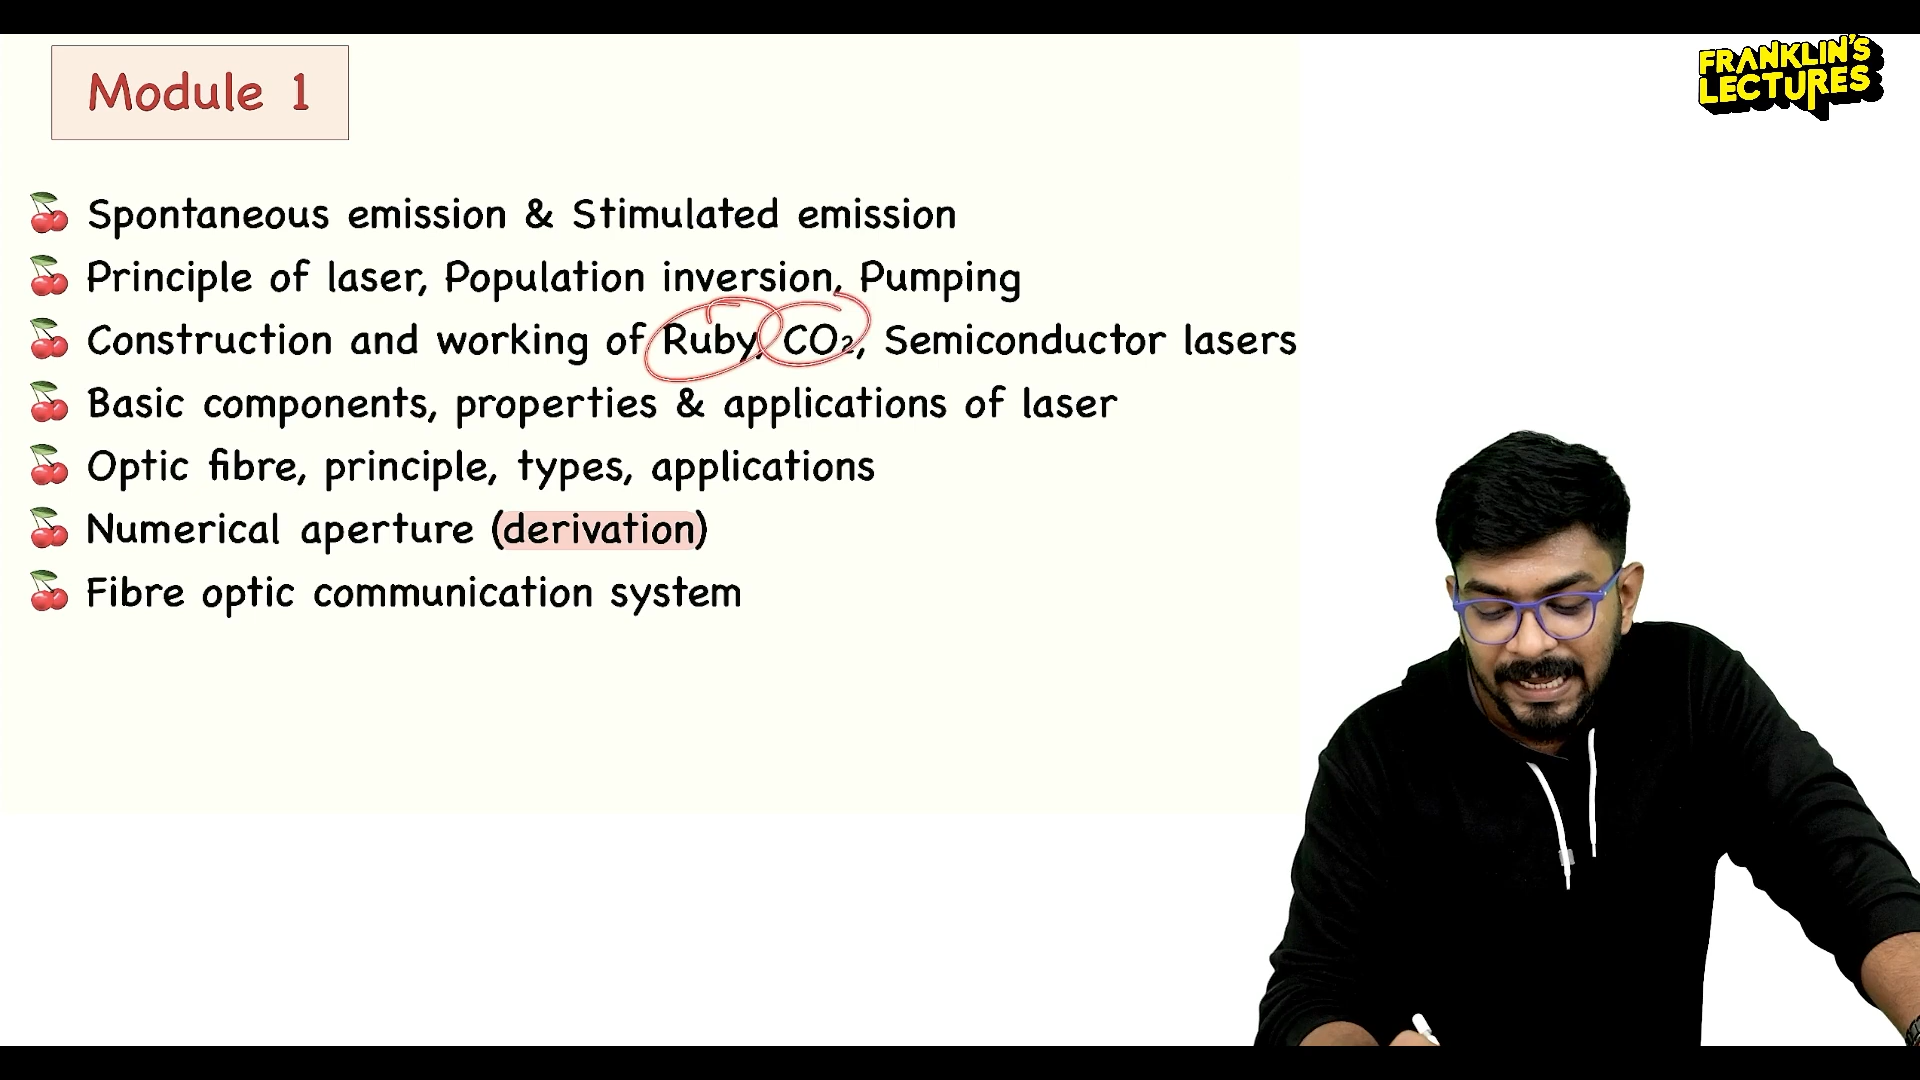 Module 1
FRANKLIN'S
LECTURES
Spontaneous emission & Stimulated emission
Principle of laser, Population inversion, Pumping
Construction and working of Ruby, CO₂, Semiconductor lasers
Basic components, properties & applications of laser
Optic fibre, principle, types, applications
Numerical aperture (derivation)
Fibre optic communication system